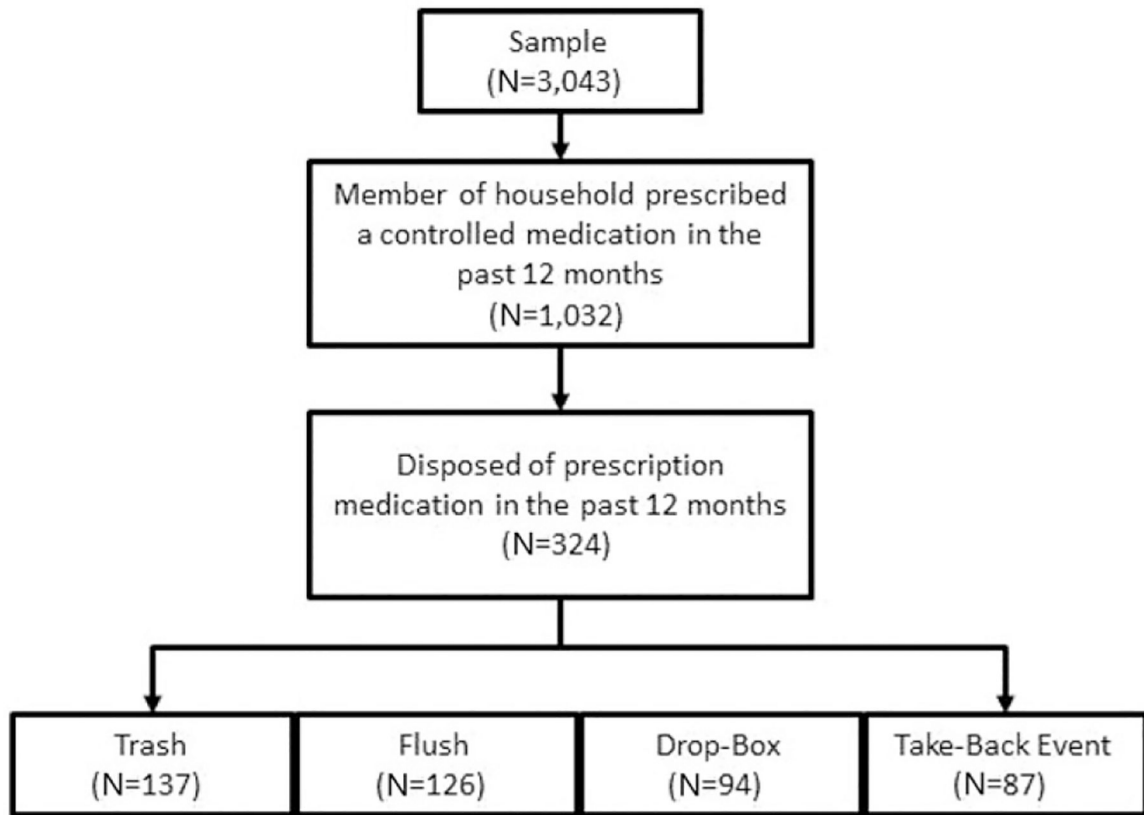 Sample
(N=3,043)
Member of household prescribed
a controlled medication in the
past 12 months
(N=1,032)
Disposed of prescription
medication in the past 12 months
(N=324)
Trash
(N=137)
Flush
(N=126)
Drop-Box
(N=94)
Take-Back Event
(N=87)